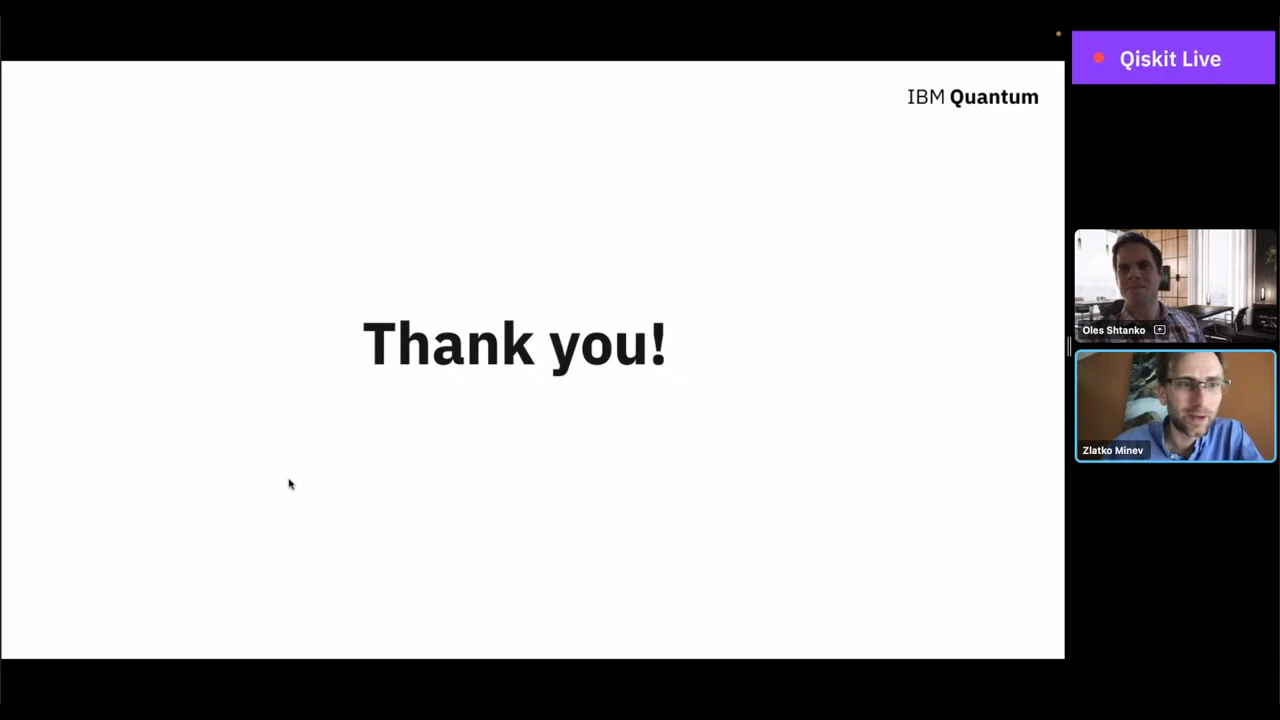 Qiskit Live
IBM Quantum
Thank you!
Oles Shtanko
Zlatko Minev